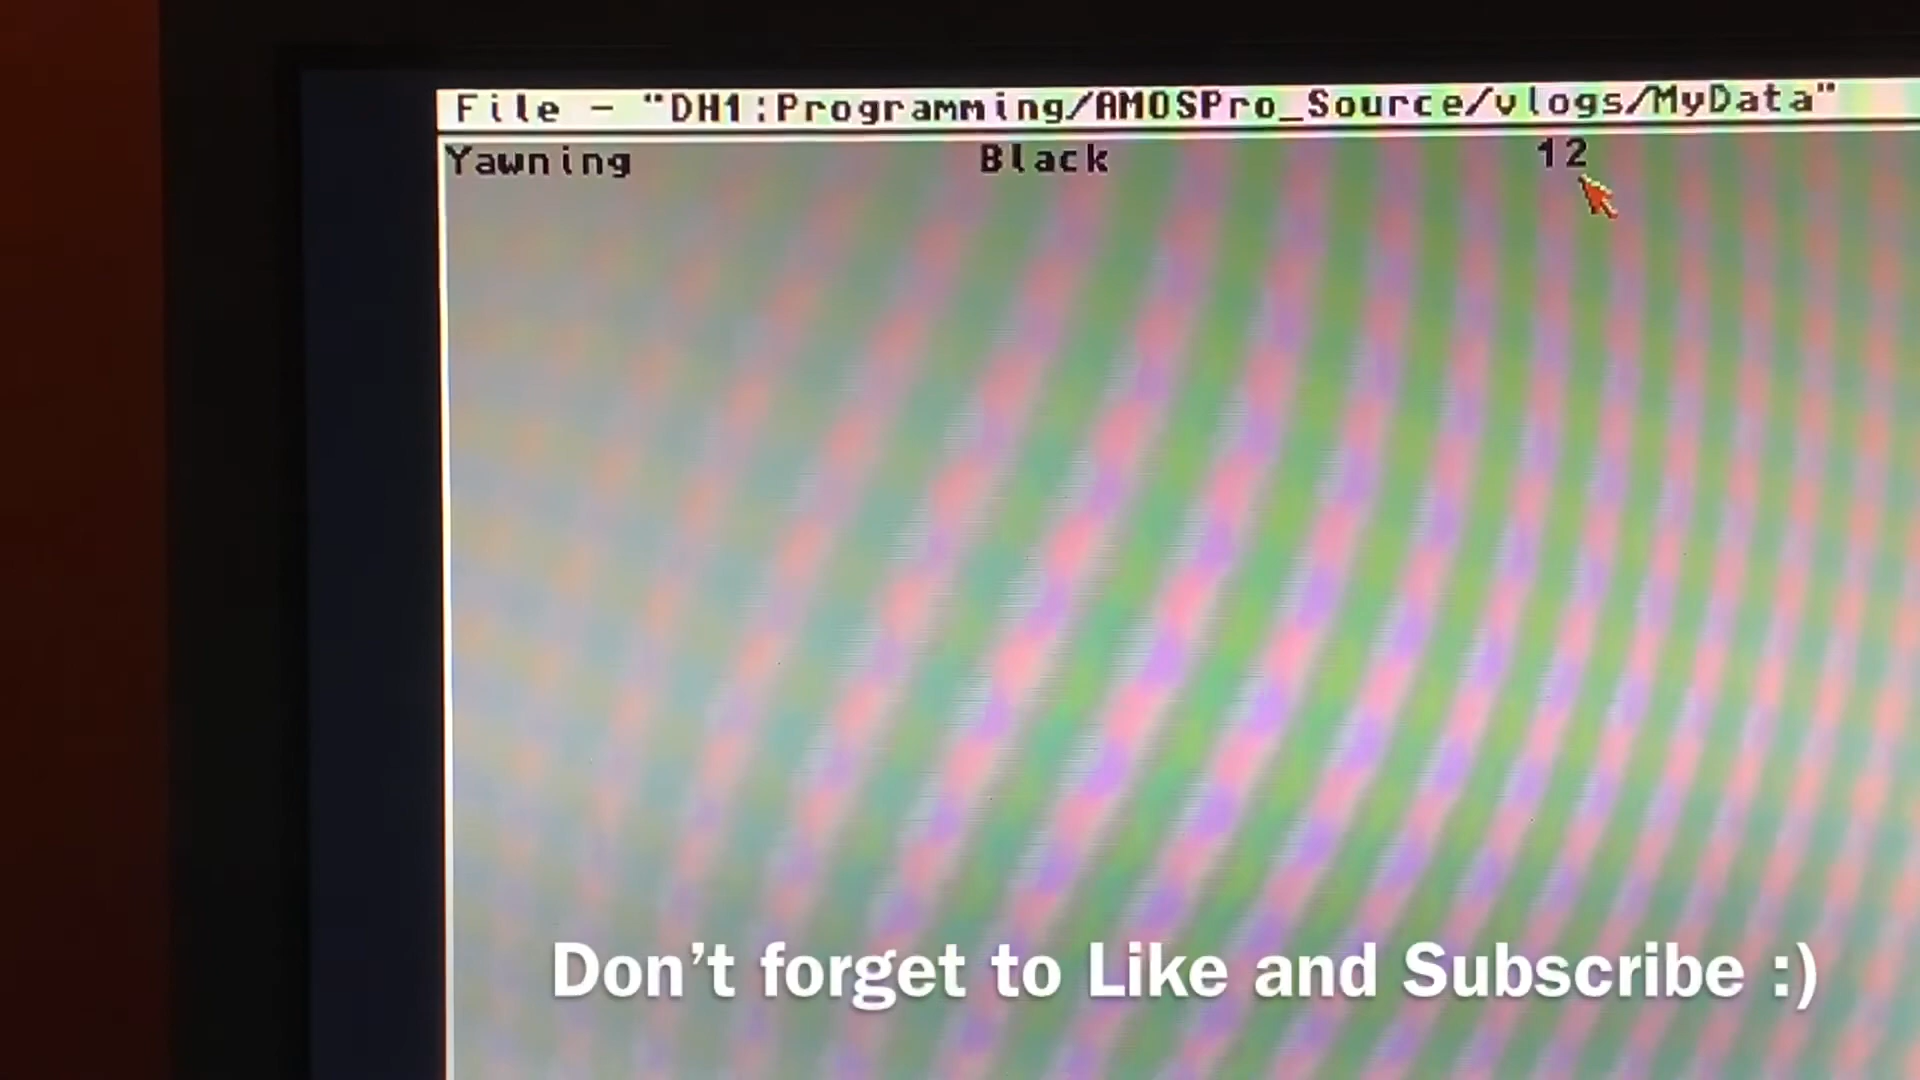 File - "DH1:Programming/AMOSPro_Source/vlogs/MyData"
Yawning Black 12
Don't forget to Like and Subscribe :)